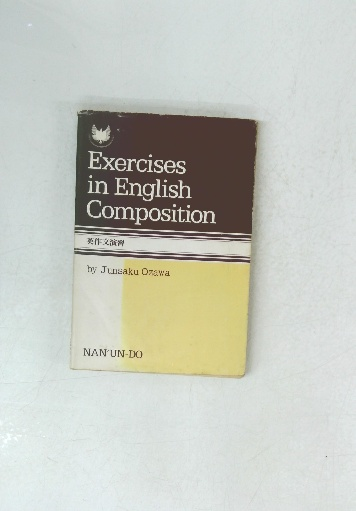 Exercises
in English
Composition
英作文演習
by Junsaku Ozawa
NAN'UN-DO